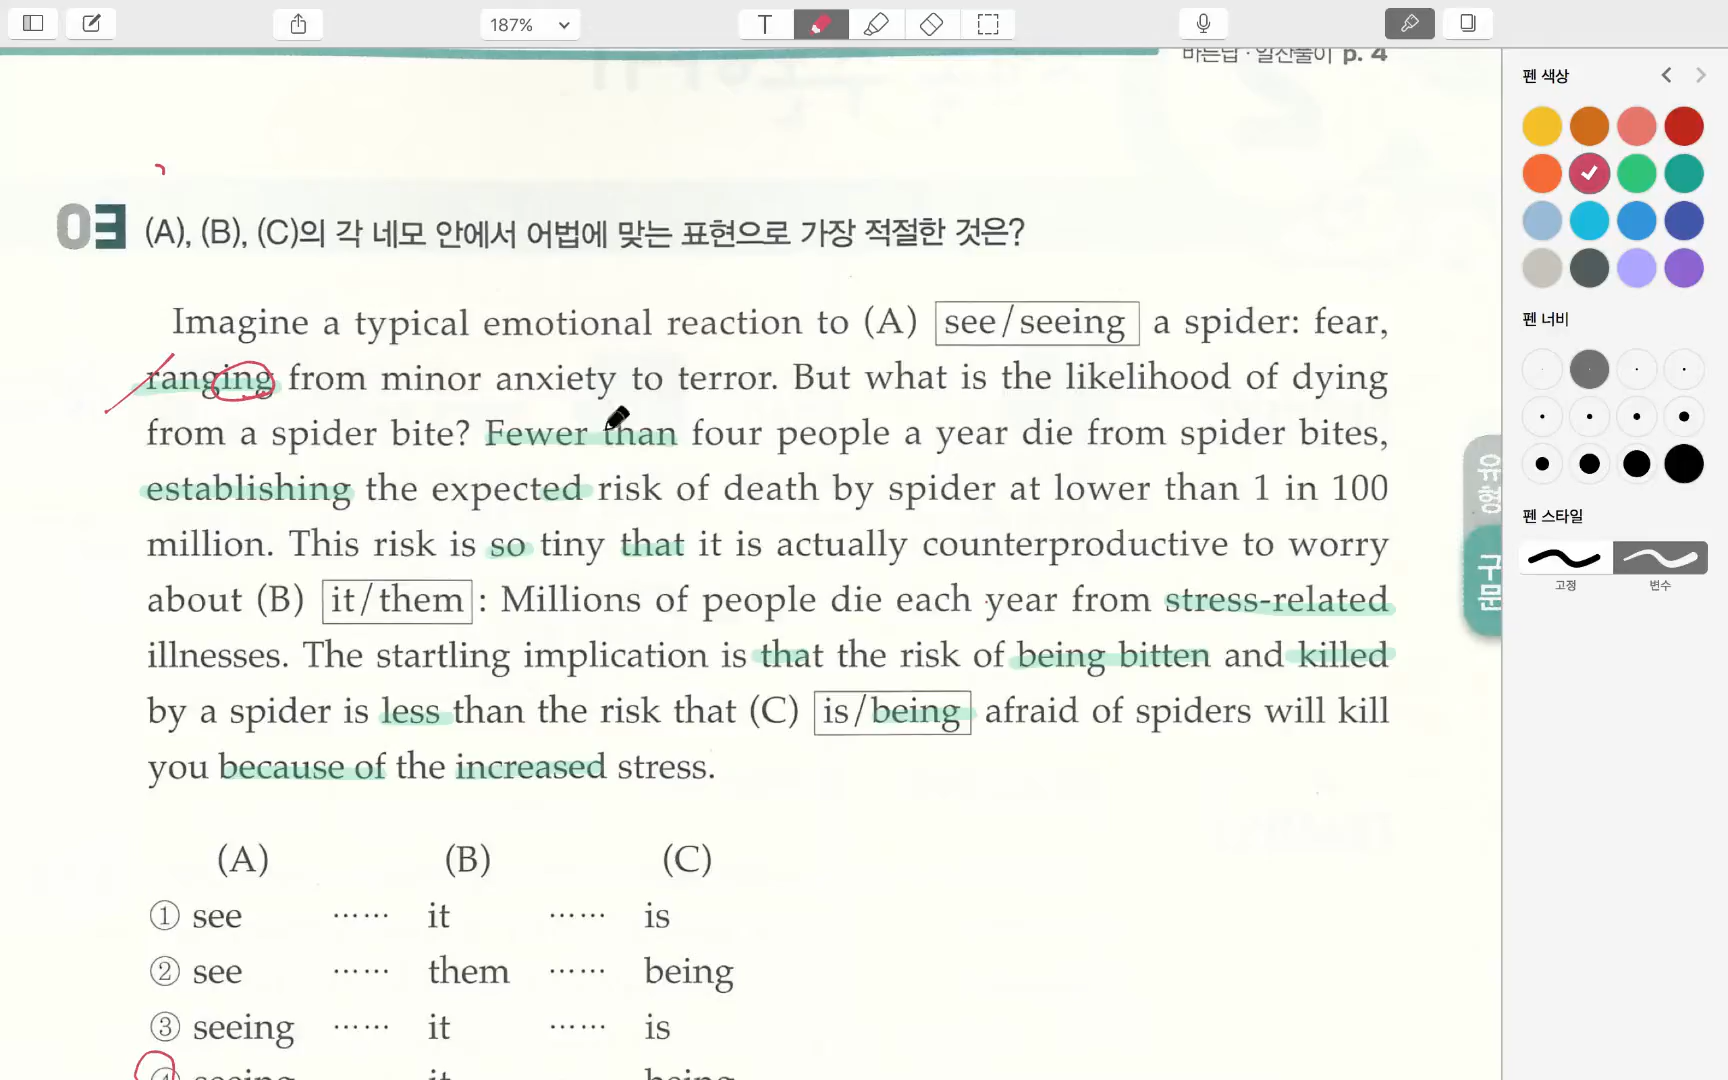 187%
T
바른답·알산풀이 p. 4
펜 색상
03 (A), (B), (C)의 각 네모 안에서 어법에 맞는 표현으로 가장 적절한 것은?
Imagine a typical emotional reaction to (A) see/seeing a spider: fear,
ranging from minor anxiety to terror. But what is the likelihood of dying
from a spider bite? Fewer than four people a year die from spider bites,
establishing the expected risk of death by spider at lower than 1 in 100
million. This risk is so tiny that it is actually counterproductive to worry
about (B) it/them : Millions of people die each year from stress-related
illnesses. The startling implication is that the risk of being bitten and killed
by a spider is less than the risk that (C) is/being afraid of spiders will kill
you because of the increased stress.
(A) (B) (C)
① see ······ it ······ is
② see ······ them ······ being
③ seeing ······ it ······ is
④ seeing it being
유형
구문
펜 너비
펜 스타일
고정 변수